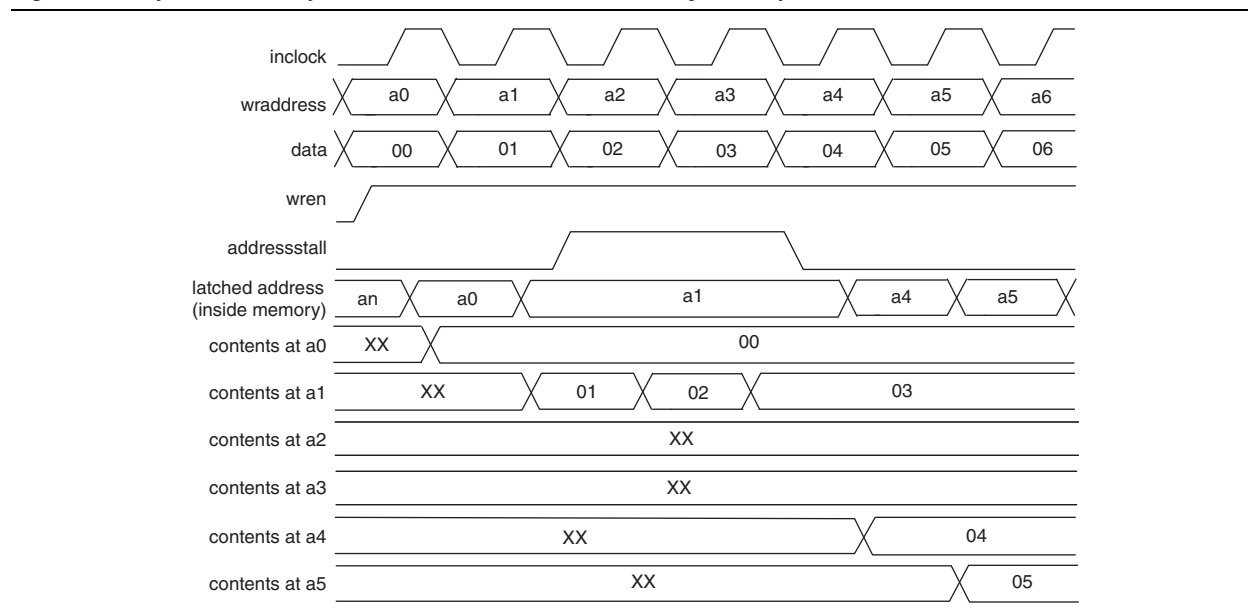 inclock
wraddress a0 a1 a2 a3 a4 a5 a6
data 00 01 02 03 04 05 06
wren
addressstall
latched address
(inside memory) an a0 a1 a4 a5
contents at a0 XX 00
contents at a1 XX 01 02 03
contents at a2 XX
contents at a3 XX
contents at a4 XX 04
contents at a5 XX 05